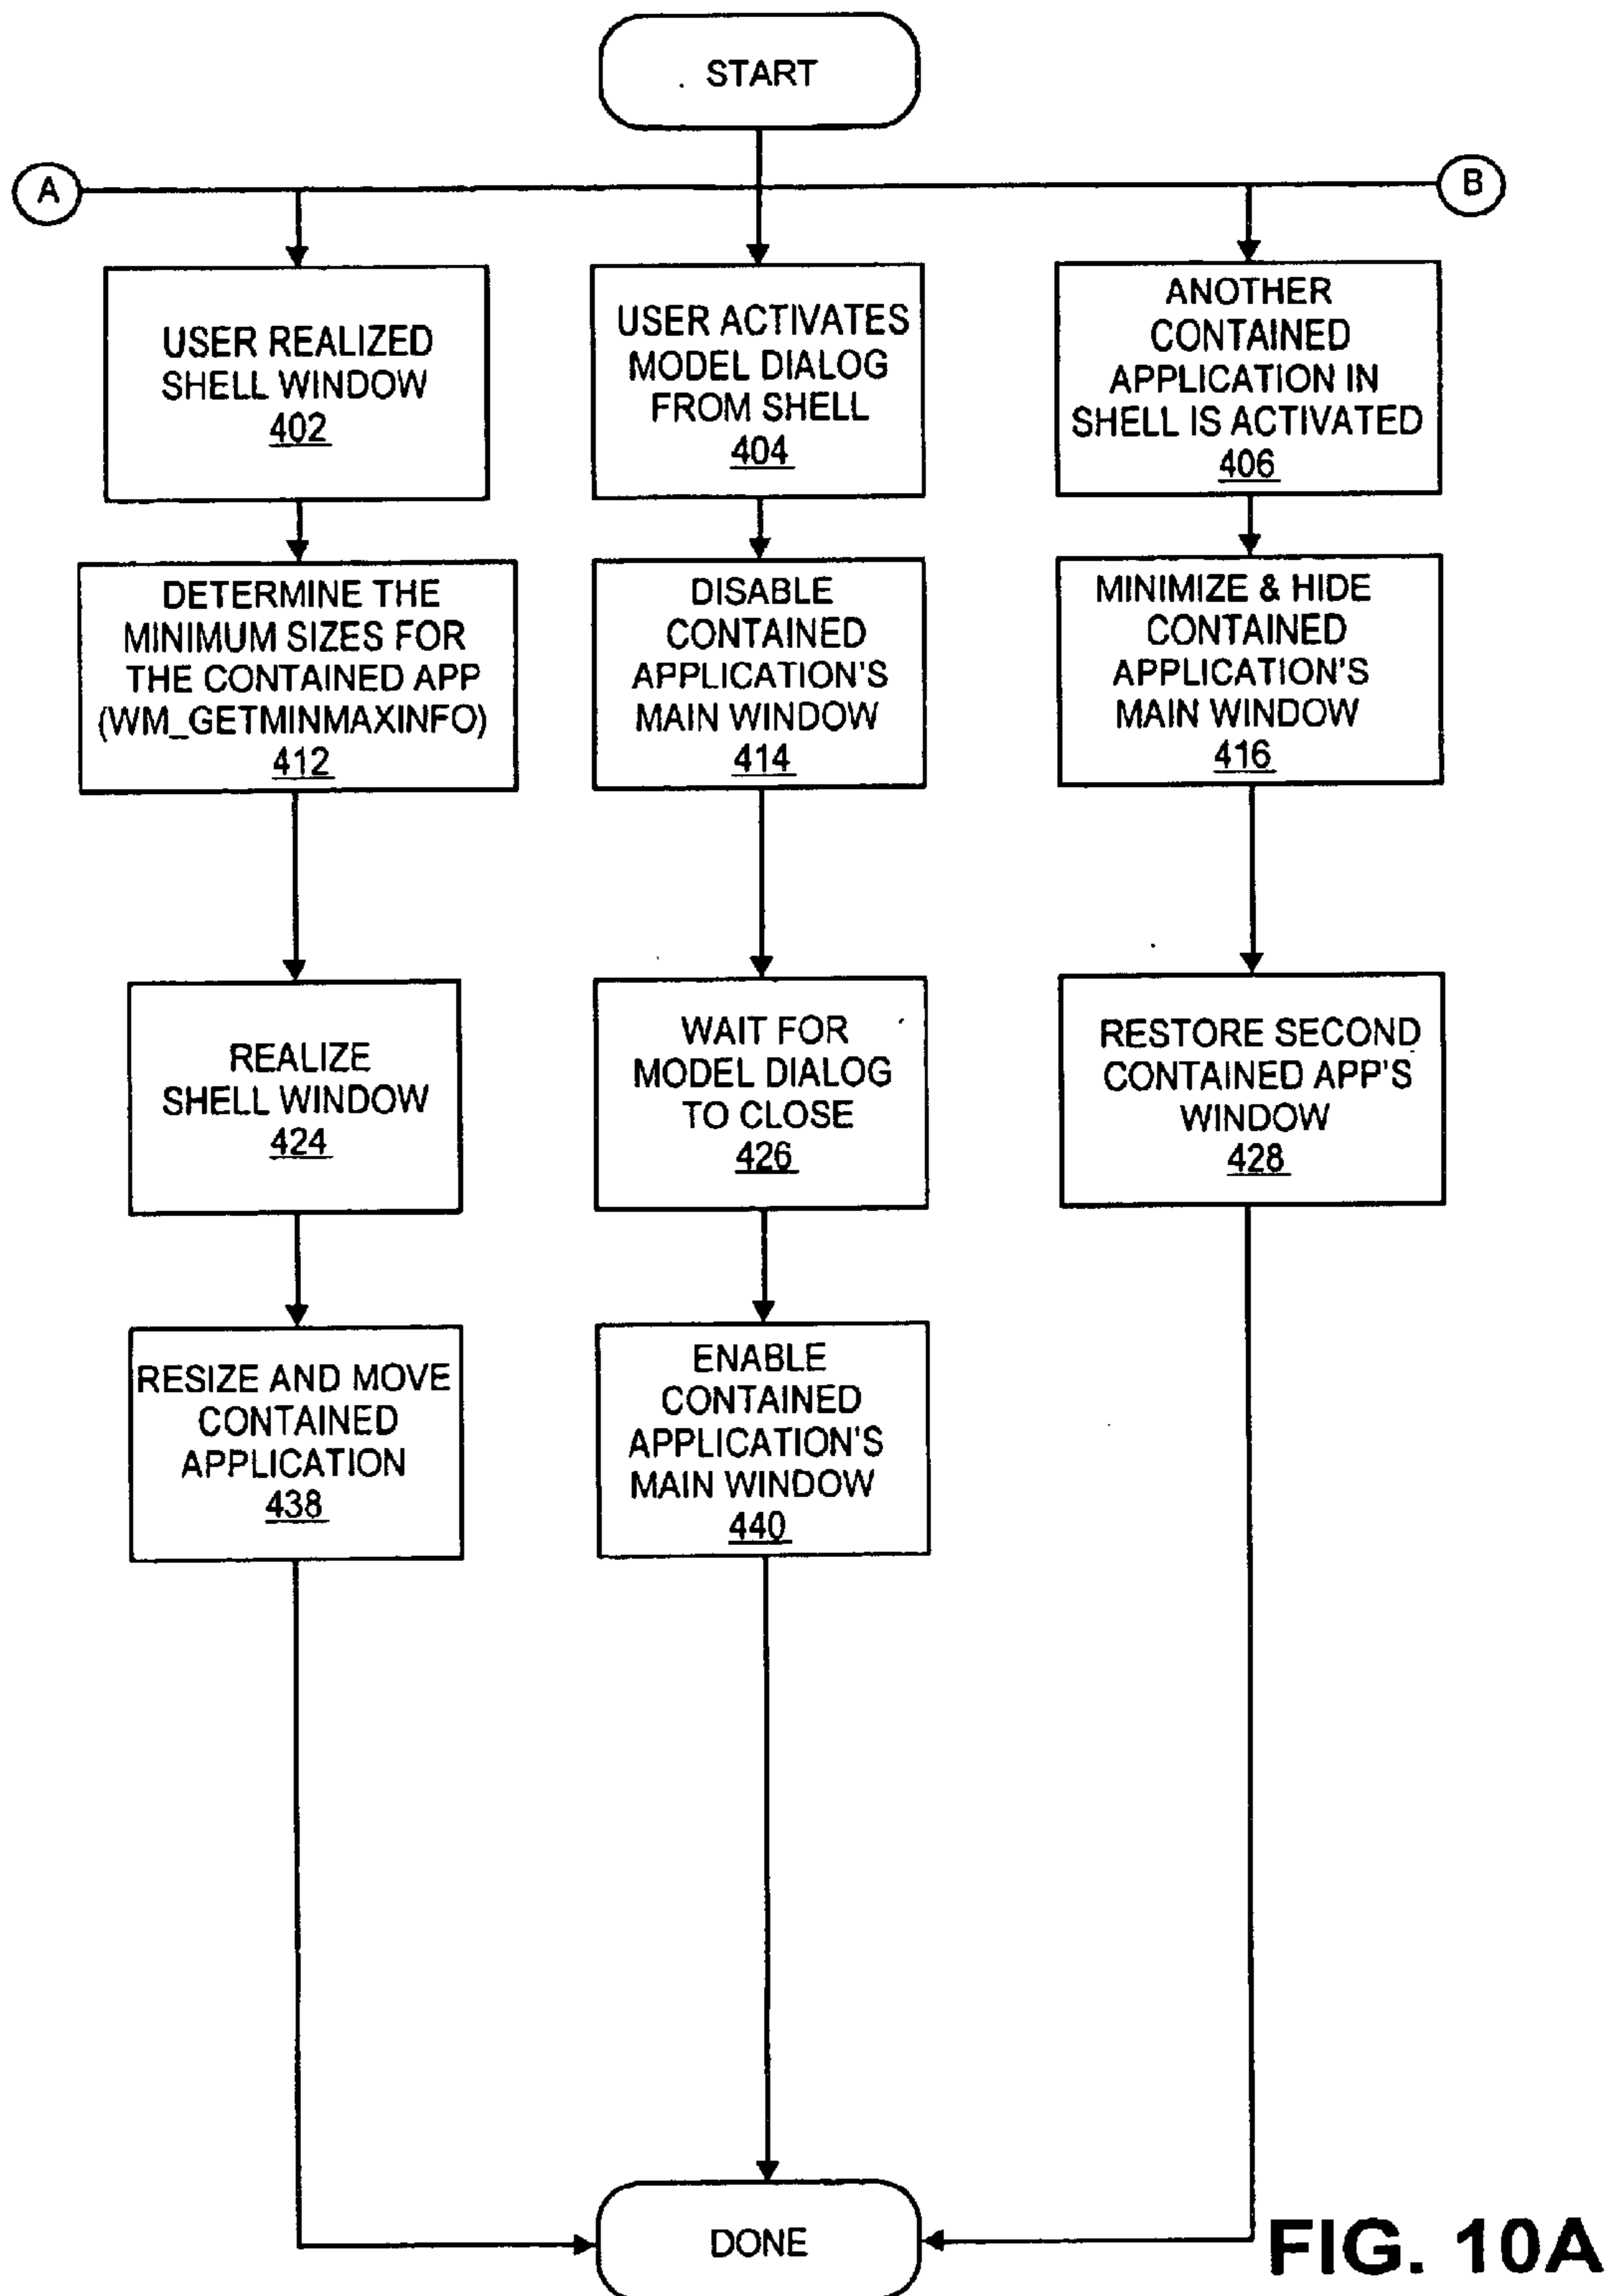 START
A
B
USER REALIZED
SHELL WINDOW
402
USER ACTIVATES
MODEL DIALOG
FROM SHELL
404
ANOTHER
CONTAINED
APPLICATION IN
SHELL IS ACTIVATED
406
DETERMINE THE
MINIMUM SIZES FOR
THE CONTAINED APP
(WM_GETMINMAXINFO)
412
DISABLE
CONTAINED
APPLICATION'S
MAIN WINDOW
414
MINIMIZE & HIDE
CONTAINED
APPLICATION'S
MAIN WINDOW
416
REALIZE
SHELL WINDOW
424
WAIT FOR
MODEL DIALOG
TO CLOSE
426
RESTORE SECOND
CONTAINED APP'S
WINDOW
428
RESIZE AND MOVE
CONTAINED
APPLICATION
438
ENABLE
CONTAINED
APPLICATION'S
MAIN WINDOW
440
DONE
FIG. 10A